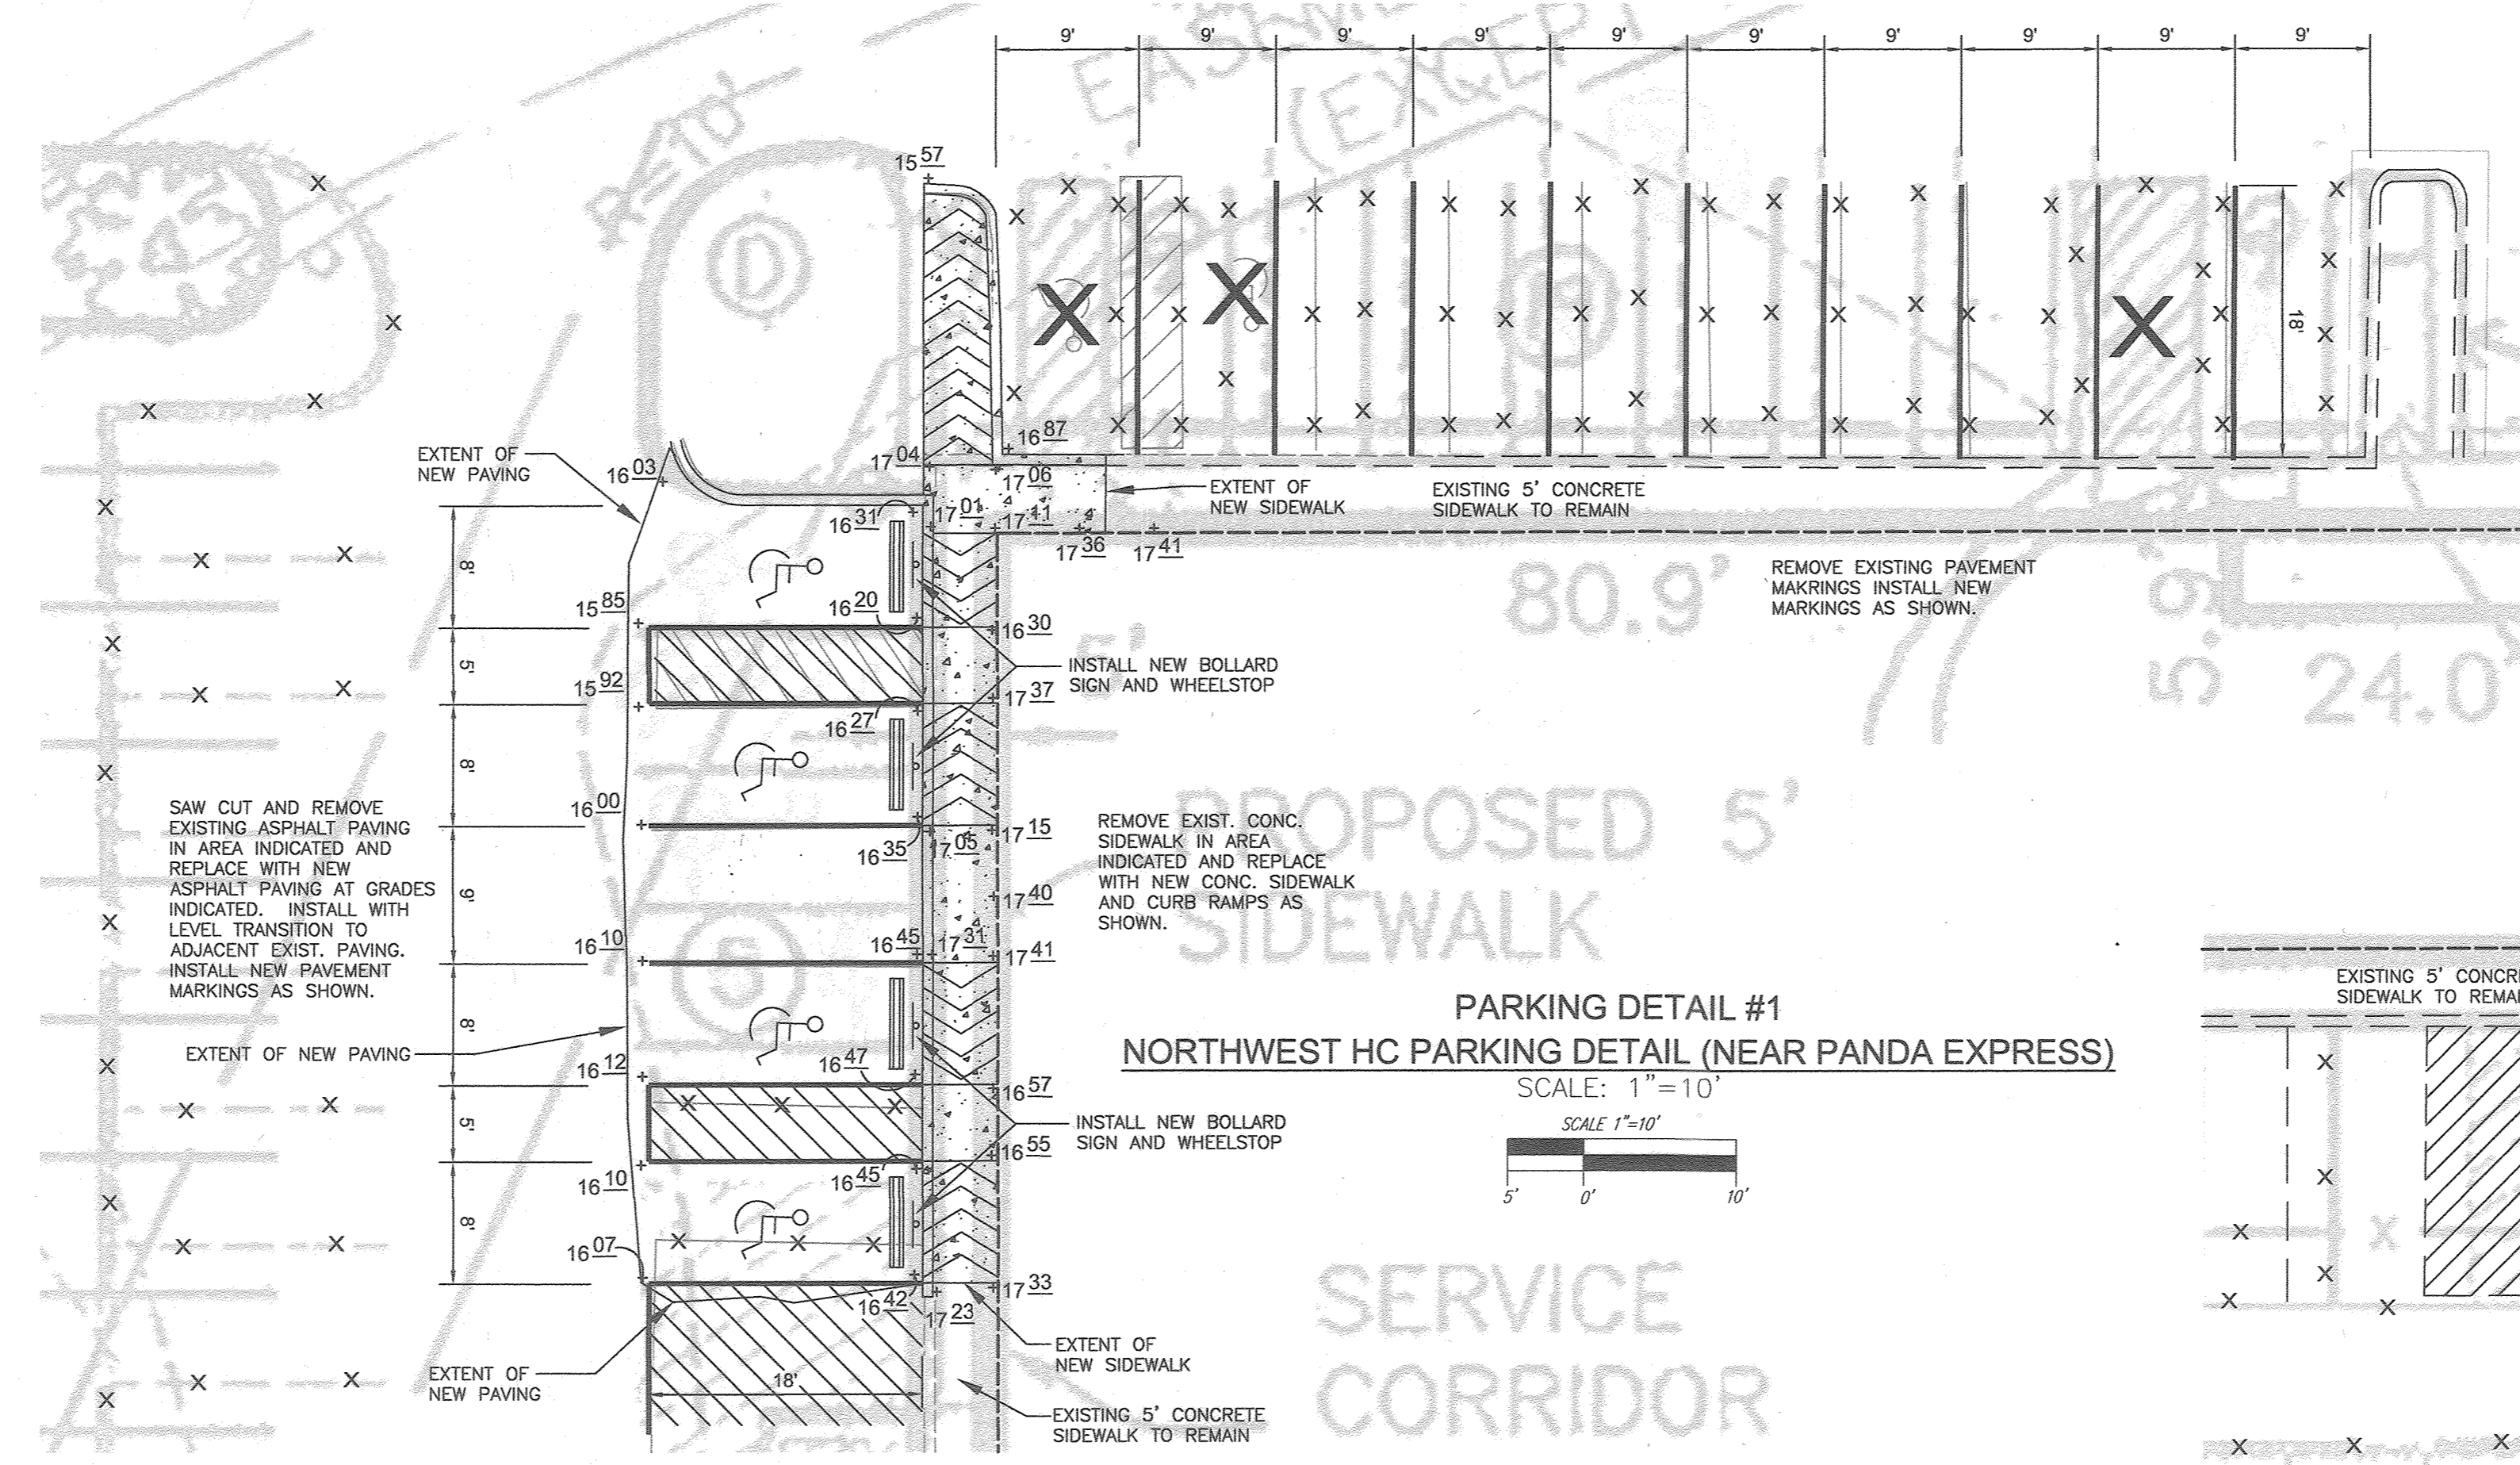 9' 9' 9' 9' 9' 9' 9' 9' 9' 9'
EASEM
(EXCEPT
R=10'
15 57
D
18'
16 87
EXTENT OF
NEW PAVING
16 03
17 04
17 06
EXTENT OF
NEW SIDEWALK
EXISTING 5' CONCRETE
SIDEWALK TO REMAIN
16 31
17 01
17 11
17 36
17 41
8'
REMOVE EXISTING PAVEMENT
MAKRINGS INSTALL NEW
MARKINGS AS SHOWN.
80.9'
5.9'
24.0'
15 85
16 20
16 30
5'
5'
INSTALL NEW BOLLARD
SIGN AND WHEELSTOP
15 92
16 27
17 37
8'
PROPOSED 5'
SIDEWALK
SAW CUT AND REMOVE
EXISTING ASPHALT PAVING
IN AREA INDICATED AND
REPLACE WITH NEW
ASPHALT PAVING AT GRADES
INDICATED. INSTALL WITH
LEVEL TRANSITION TO
ADJACENT EXIST. PAVING.
INSTALL NEW PAVEMENT
MARKINGS AS SHOWN.
16 00
16 35
17 05
17 15
REMOVE EXIST. CONC.
SIDEWALK IN AREA
INDICATED AND REPLACE
WITH NEW CONC. SIDEWALK
AND CURB RAMPS AS
SHOWN.
9'
17 40
16 10
16 45
17 31
17 41
EXISTING 5' CONCRE
SIDEWALK TO REMA
PARKING DETAIL #1
NORTHWEST HC PARKING DETAIL (NEAR PANDA EXPRESS)
SCALE: 1"=10'
SCALE 1"=10'
5' 0' 10'
8'
EXTENT OF NEW PAVING
16 12
16 47
16 57
5'
INSTALL NEW BOLLARD
SIGN AND WHEELSTOP
16 55
16 10
16 45
8'
16 07
16 42
17 33
17 23
SERVICE
CORRIDOR
EXTENT OF
NEW SIDEWALK
EXTENT OF
NEW PAVING
18'
EXISTING 5' CONCRETE
SIDEWALK TO REMAIN